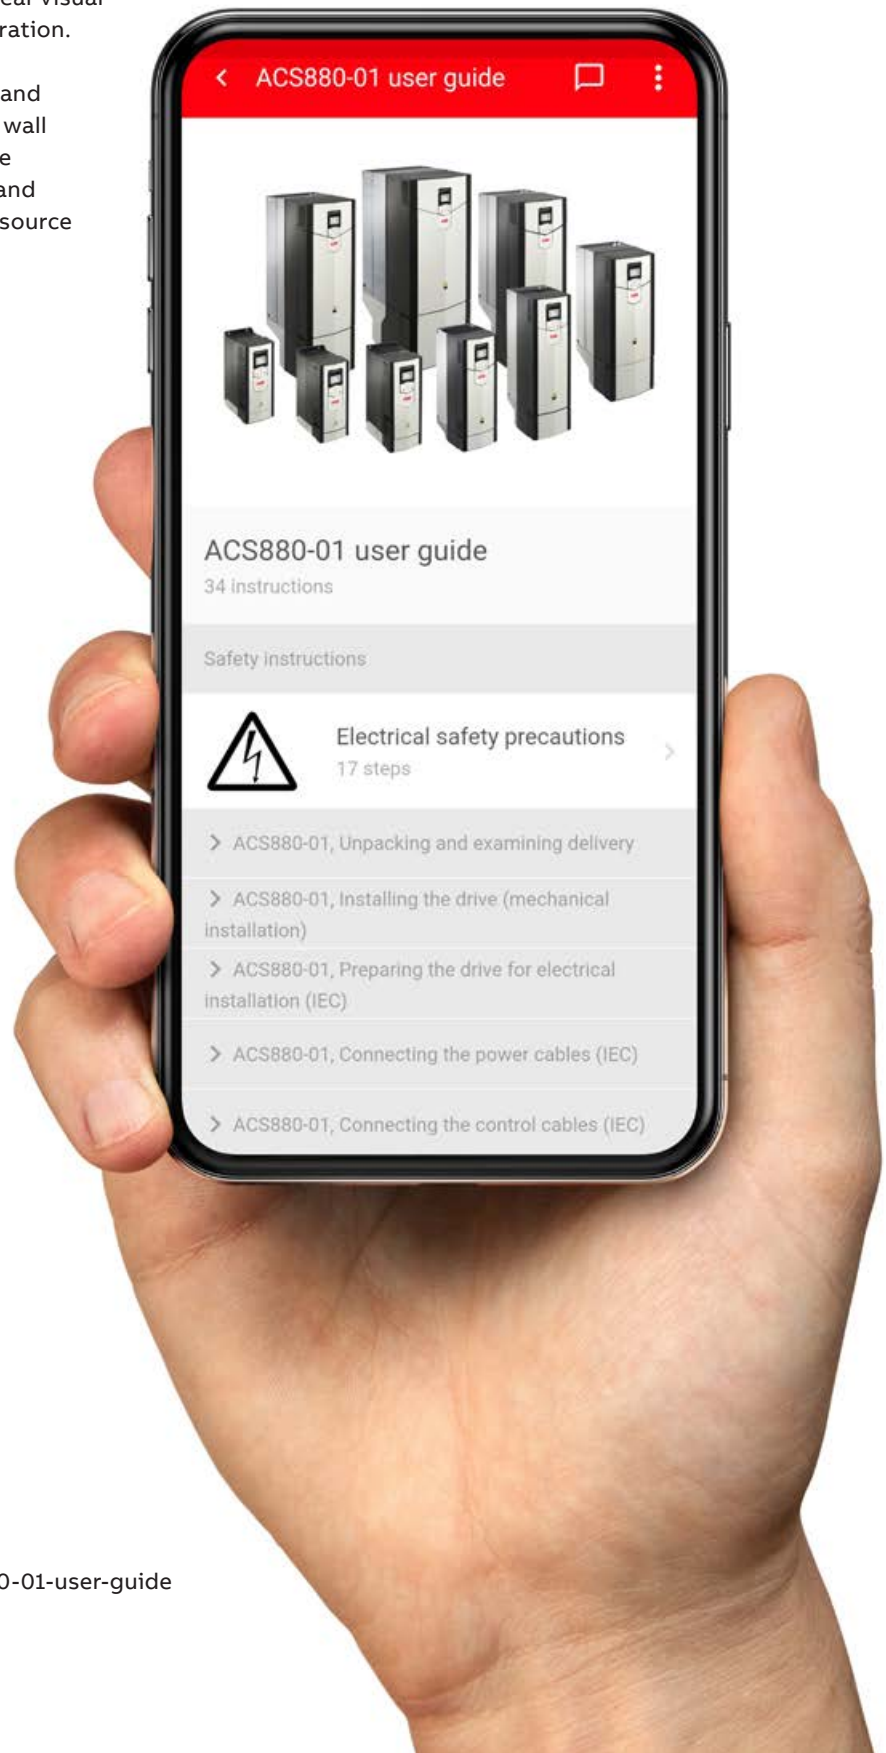 ration.
and
wall
e
and
source
ACS880-01 user guide
ACS880-01 user guide
34 instructions
Safety instructions
Electrical safety precautions
17 steps
ACS880-01, Unpacking and examining delivery
ACS880-01, Installing the drive (mechanical
installation)
ACS880-01, Preparing the drive for electrical
installation (IEC)
ACS880-01, Connecting the power cables (IEC)
ACS880-01, Connecting the control cables (IEC)
0-01-user-guide